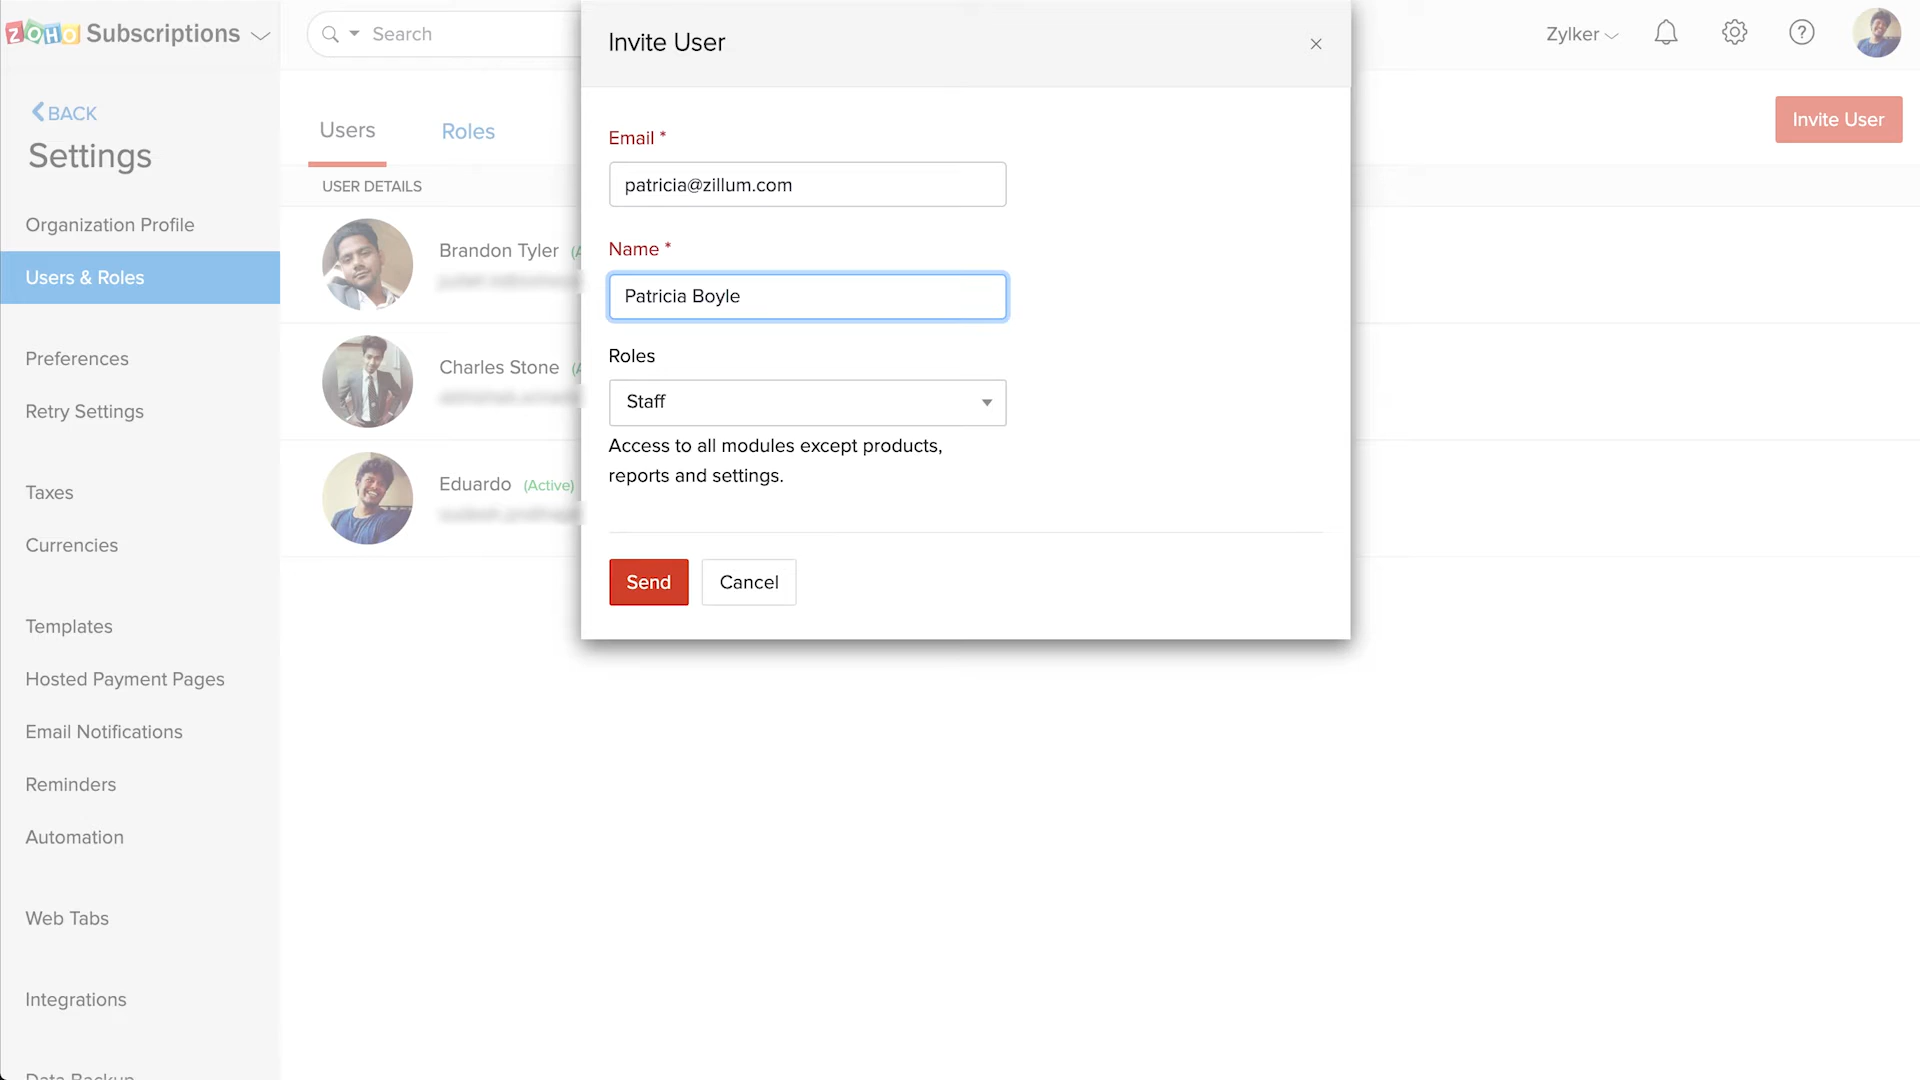 ZOHO Subscriptions
Search
Zylker
BACK
Settings
Organization Profile
Users & Roles
Preferences
Retry Settings
Taxes
Currencies
Templates
Hosted Payment Pages
Email Notifications
Reminders
Automation
Web Tabs
Integrations
Data Backup
Users
Roles
Invite User
USER DETAILS
Brandon Tyler
Charles Stone
Eduardo (Active)
Invite User
Email *
patricia@zillum.com
Name *
Patricia Boyle
Roles
Staff
Access to all modules except products,
reports and settings.
Send
Cancel